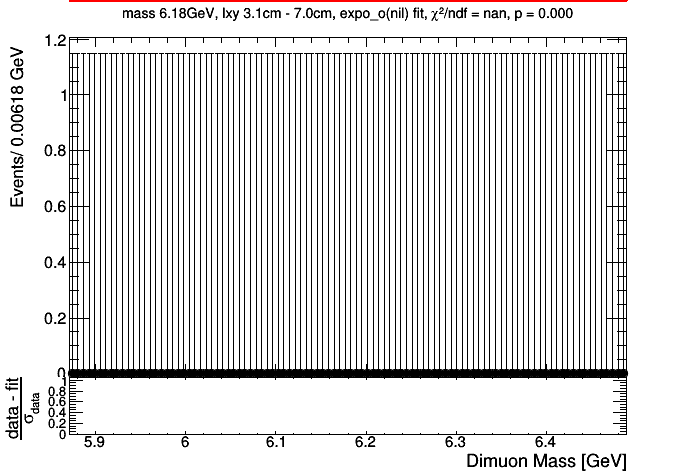 mass 6.18GeV, lxy 3.1cm - 7.0cm, expo_o(nil) fit, χ²/ndf = nan, p = 0.000
Events/ 0.00618 GeV
1.2
1
0.8
0.6
0.4
0.2
0
data - fit
σdata
1
0.8
0.6
0.4
0.2
0
5.9 6 6.1 6.2 6.3 6.4
Dimuon Mass [GeV]